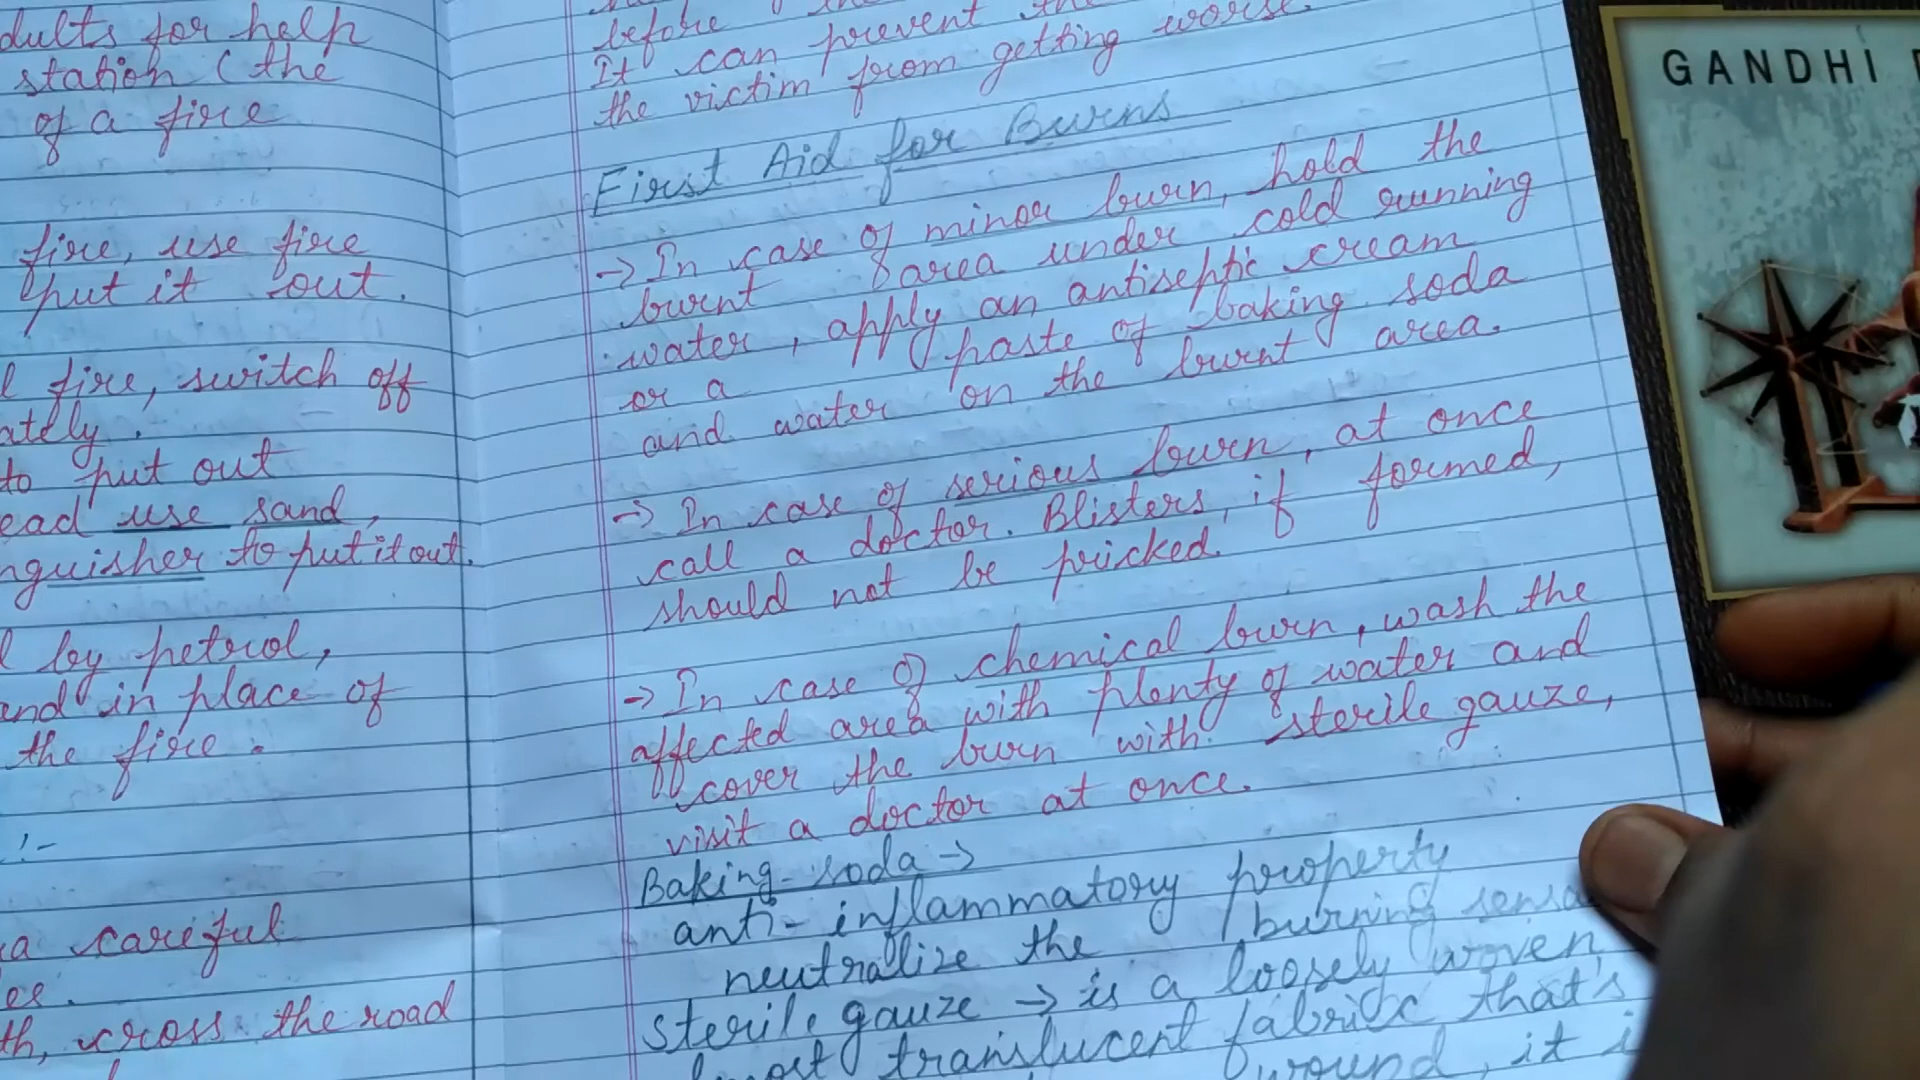 dults for help
station (the
of a fire
fire, use fire
put it out.
l fire, switch off
ately.
to put out
ead use sand,
nguisher to put it out.
l by petrol,
and in place of
the fire.
:-
a careful
es.
th, cross the road
before
It can prevent
the victim from getting worse.
First Aid for Burns
→ In case of minor burn, hold the
burnt area under cold running
water, apply an antiseptic cream
or a paste of baking soda
and water on the burnt area.
→ In case of serious burn, at once
call a doctor. Blisters, if formed,
should not be pricked.
→ In case of chemical burn, wash the
affected area with plenty of water and
cover the burn with sterile gauze,
visit a doctor at once.
Baking-soda →
anti-inflammatory property
neutralize the burning sensa
sterile gauze → is a loosely woven,
most translucent fabric that's
wound, it i
GANDHI